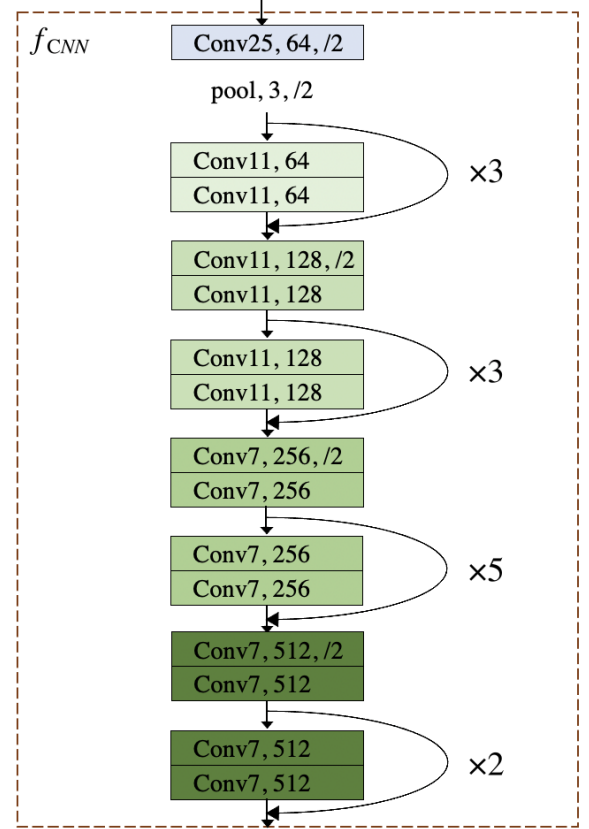 f_CNN
Conv25, 64, /2
pool, 3, /2
Conv11, 64
Conv11, 64
×3
Conv11, 128, /2
Conv11, 128
Conv11, 128
Conv11, 128
×3
Conv7, 256, /2
Conv7, 256
Conv7, 256
Conv7, 256
×5
Conv7, 512, /2
Conv7, 512
Conv7, 512
Conv7, 512
×2